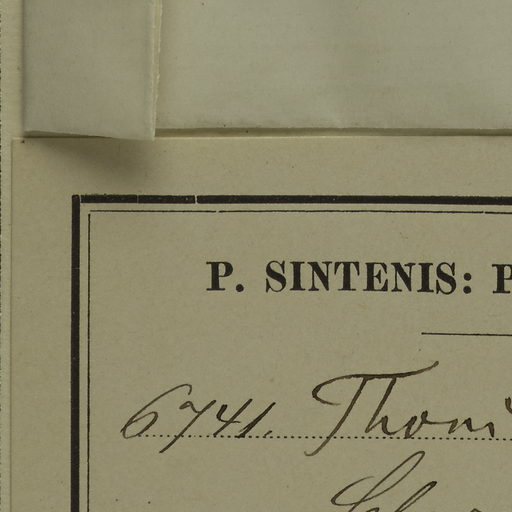 P. SINTENIS: P
6741. Thom